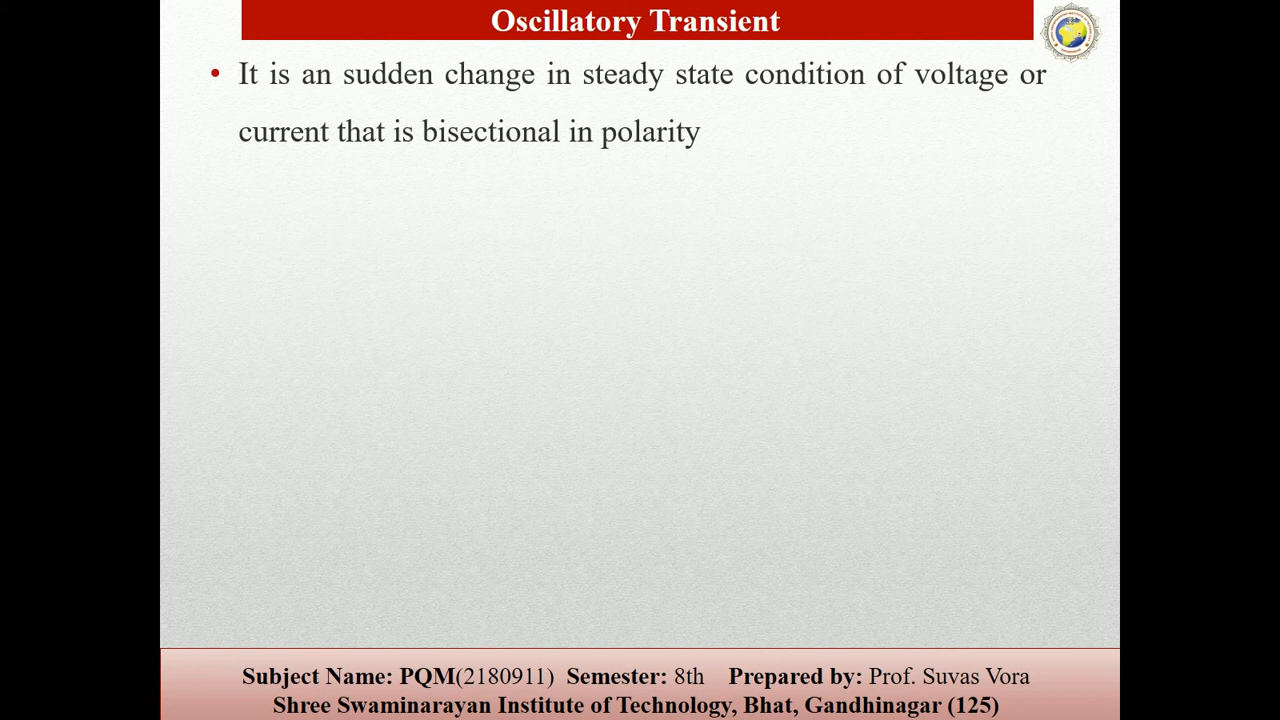 Oscillatory Transient
• It is an sudden change in steady state condition of voltage or
current that is bisectional in polarity
Subject Name: PQM(2180911) Semester: 8th Prepared by: Prof. Suvas Vora
Shree Swaminarayan Institute of Technology, Bhat, Gandhinagar (125)